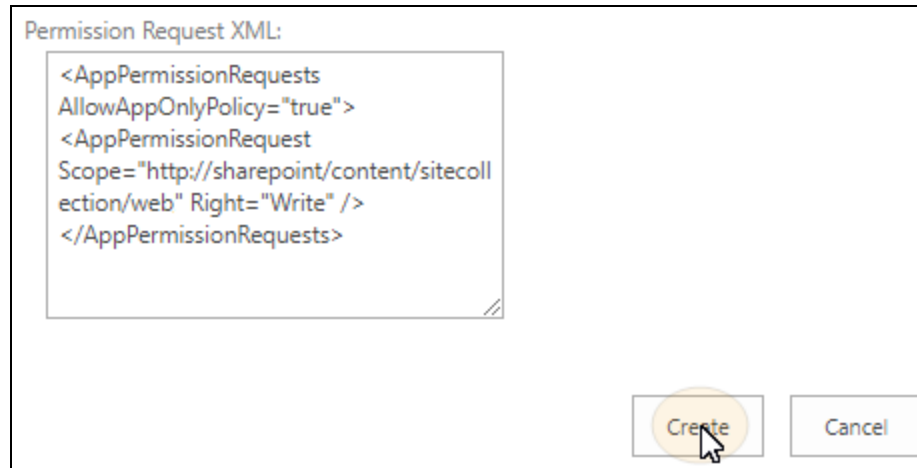 Permission Request XML:
<AppPermissionRequests
AllowAppOnlyPolicy="true">
<AppPermissionRequest
Scope="http://sharepoint/content/sitecoll
ection/web" Right="Write" />
</AppPermissionRequests>
Create
Cancel